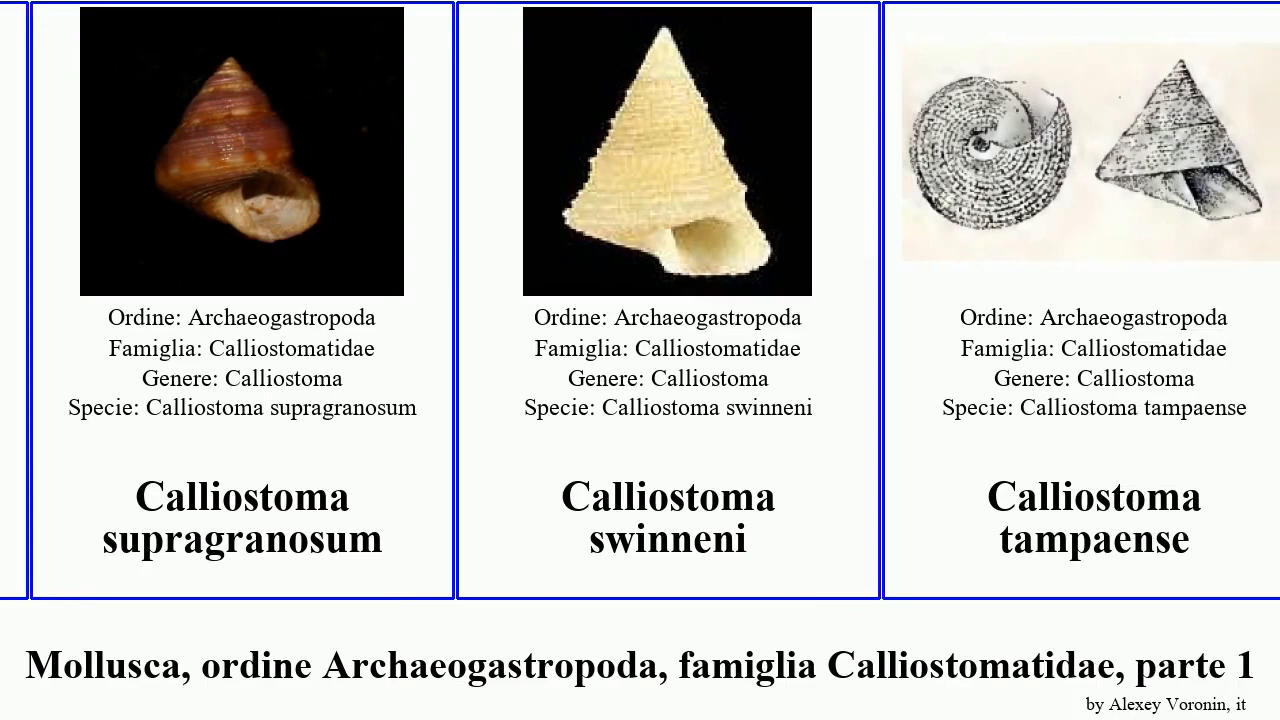 Ordine: Archaeogastropoda
Famiglia: Calliostomatidae
Genere: Calliostoma
Specie: Calliostoma supragranosum
Calliostoma
supragranosum
Ordine: Archaeogastropoda
Famiglia: Calliostomatidae
Genere: Calliostoma
Specie: Calliostoma swinneni
Calliostoma
swinneni
Ordine: Archaeogastropoda
Famiglia: Calliostomatidae
Genere: Calliostoma
Specie: Calliostoma tampaense
Calliostoma
tampaense
Mollusca, ordine Archaeogastropoda, famiglia Calliostomatidae, parte 1
by Alexey Voronin, it